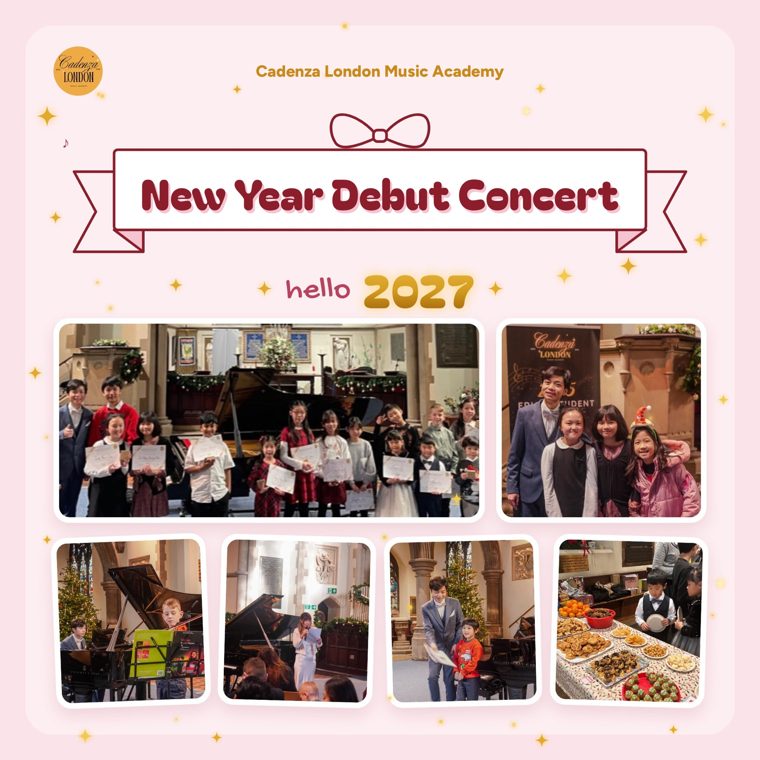 Cadenza
LONDON
Cadenza London Music Academy
New Year Debut Concert
hello 2027
Cadenza
LONDON